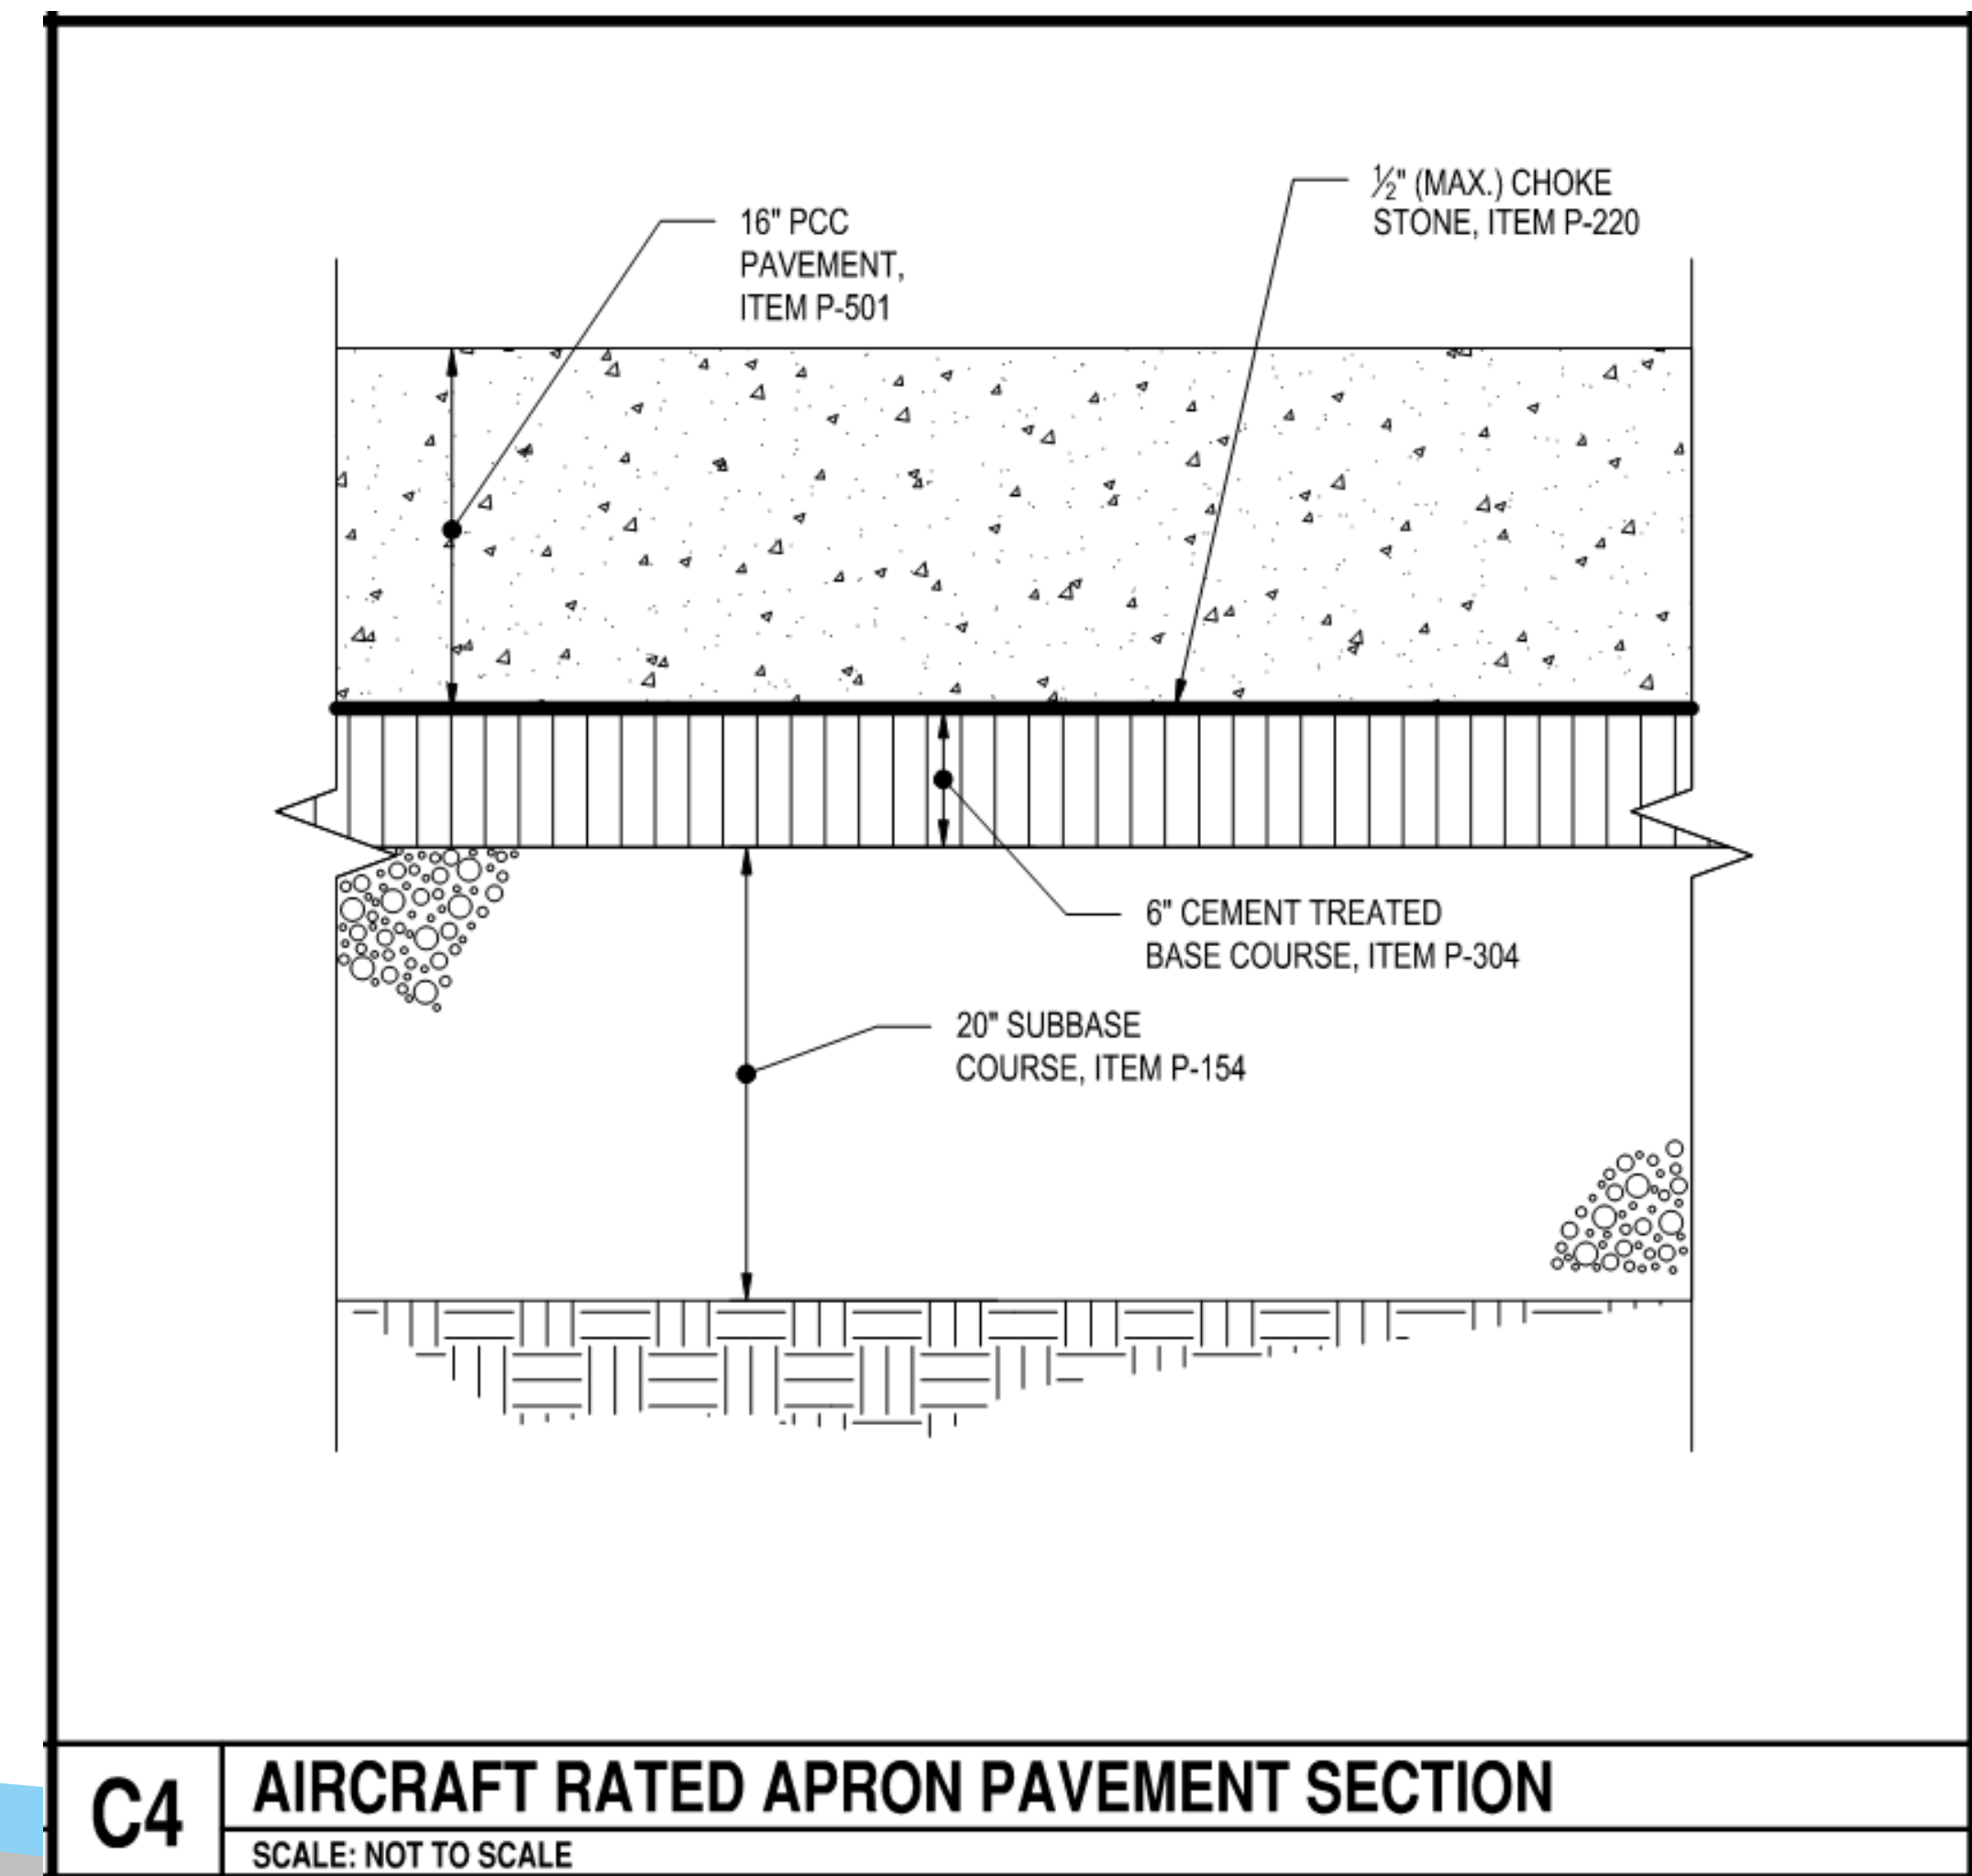 16" PCC
PAVEMENT,
ITEM P-501
½" (MAX.) CHOKE
STONE, ITEM P-220
6" CEMENT TREATED
BASE COURSE, ITEM P-304
20" SUBBASE
COURSE, ITEM P-154
C4
AIRCRAFT RATED APRON PAVEMENT SECTION
SCALE: NOT TO SCALE